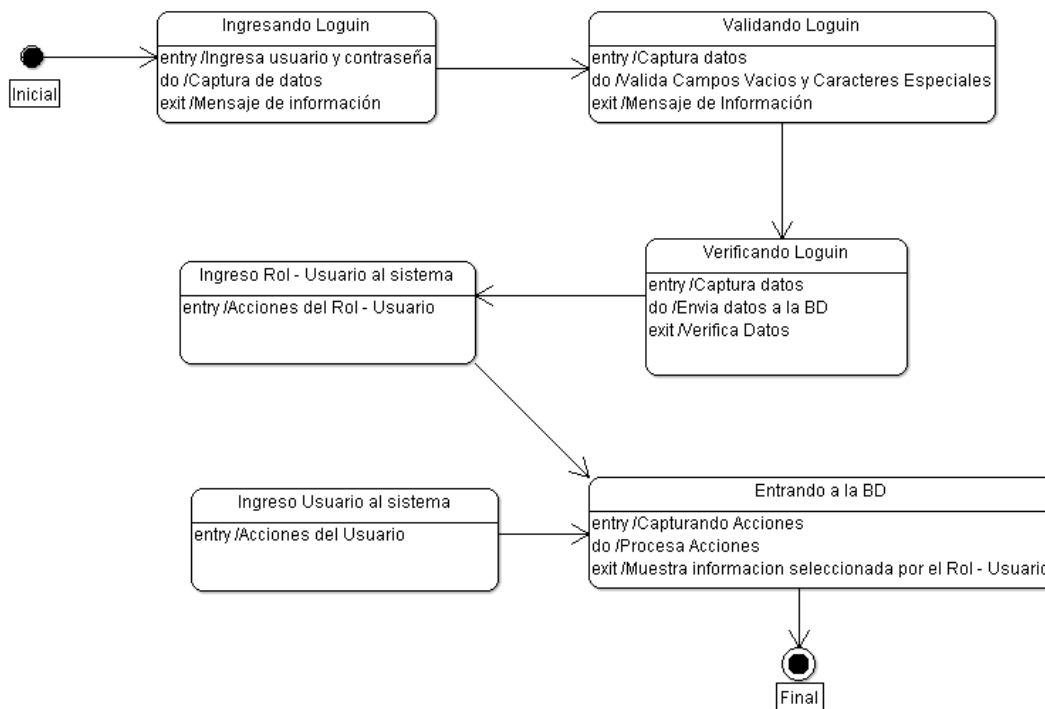 Inicial
Ingresando Loguin
entry /Ingresa usuario y contraseña
do /Captura de datos
exit /Mensaje de información
Validando Loguin
entry /Captura datos
do /Valida Campos Vacios y Caracteres Especiales
exit /Mensaje de Información
Verificando Loguin
entry /Captura datos
do /Envia datos a la BD
exit /Verifica Datos
Ingreso Rol - Usuario al sistema
entry /Acciones del Rol - Usuario
Ingreso Usuario al sistema
entry /Acciones del Usuario
Entrando a la BD
entry /Capturando Acciones
do /Procesa Acciones
exit /Muestra informacion seleccionada por el Rol - Usuario
Final